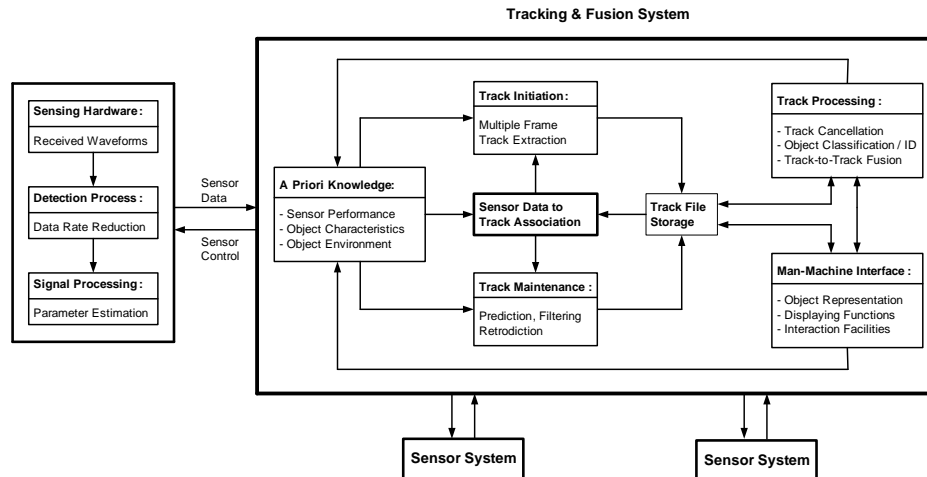 Tracking & Fusion System
Sensing Hardware:
Received Waveforms
Detection Process:
Data Rate Reduction
Signal Processing:
Parameter Estimation
Sensor
Data
Sensor
Control
A Priori Knowledge:
- Sensor Performance
- Object Characteristics
- Object Environment
Track Initiation:
Multiple Frame
Track Extraction
Sensor Data to
Track Association
Track Maintenance :
Prediction, Filtering
Retrodiction
Track File
Storage
Track Processing :
- Track Cancellation
- Object Classification / ID
- Track-to-Track Fusion
Man-Machine Interface :
- Object Representation
- Displaying Functions
- Interaction Facilities
Sensor System
Sensor System